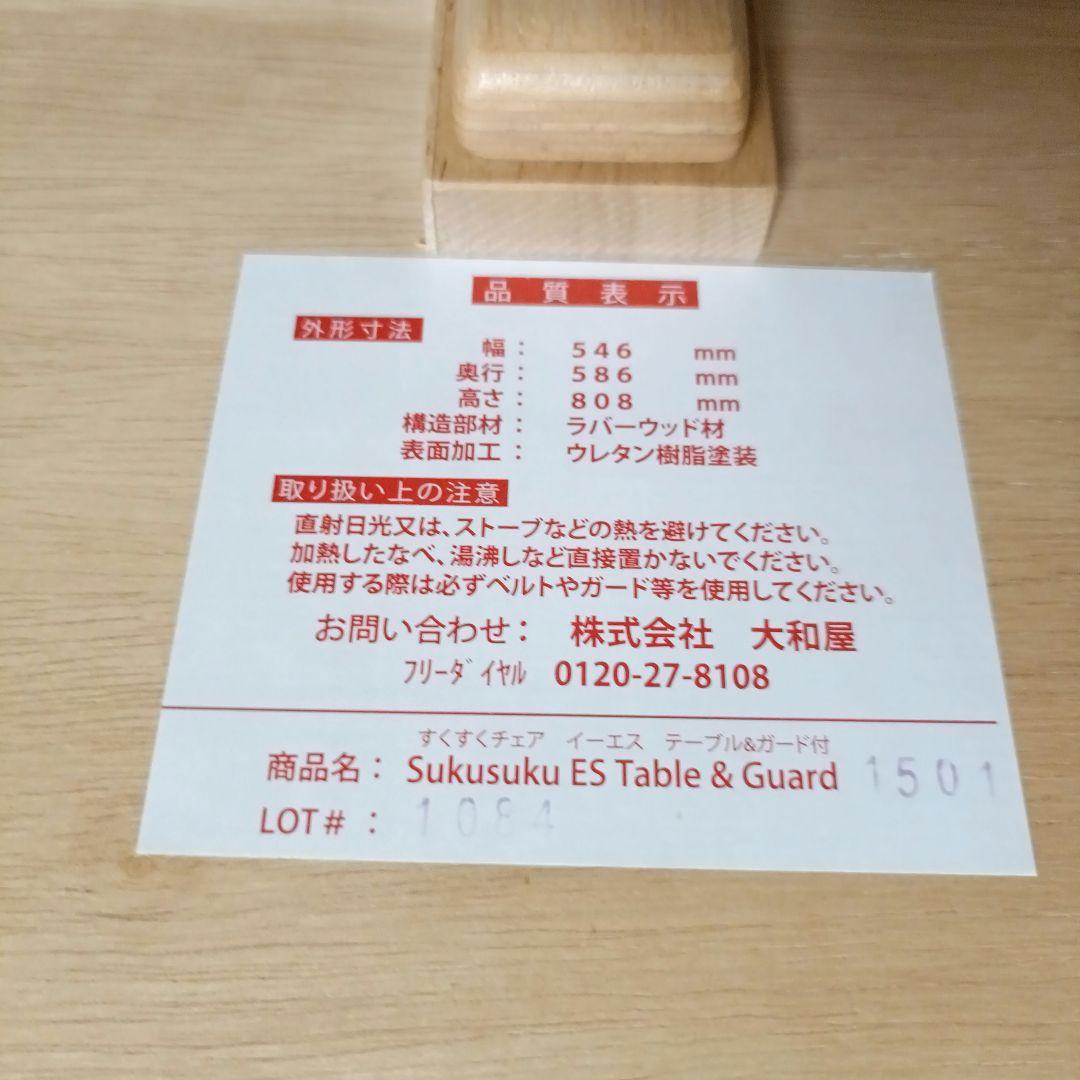 品質表示
外形寸法
幅： 546 mm
奥行： 586 mm
高さ： 808 mm
構造部材： ラバーウッド材
表面加工： ウレタン樹脂塗装
取り扱い上の注意
直射日光又は、ストーブなどの熱を避けてください。
加熱したなべ、湯沸しなど直接置かないでください。
使用する際は必ずベルトやガード等を使用してください。
お問い合わせ： 株式会社 大和屋
ﾌﾘｰﾀﾞｲﾔﾙ 0120-27-8108
すくすくチェア イーエス テーブル&ガード付
商品名： Sukusuku ES Table & Guard 1501
LOT#： 1084